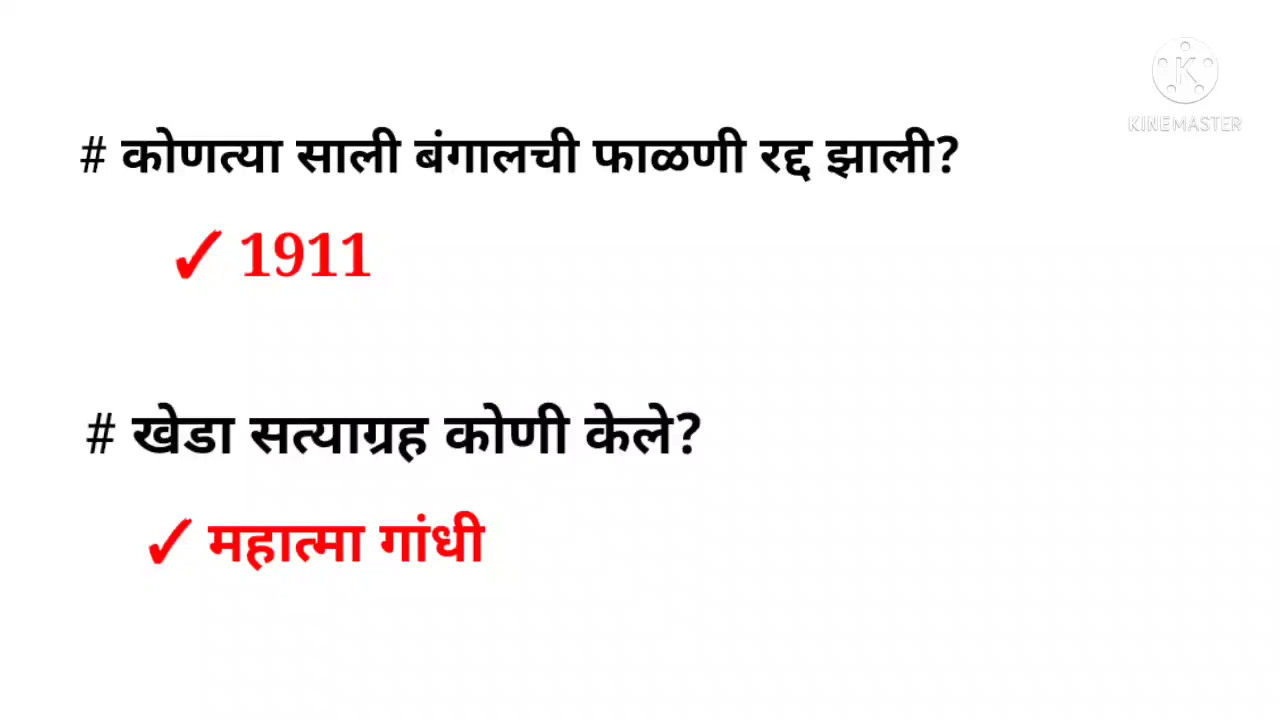 # कोणत्या साली बंगालची फाळणी रद्द झाली?
✓ 1911
# खेडा सत्याग्रह कोणी केले?
✓ महात्मा गांधी
KINEMASTER